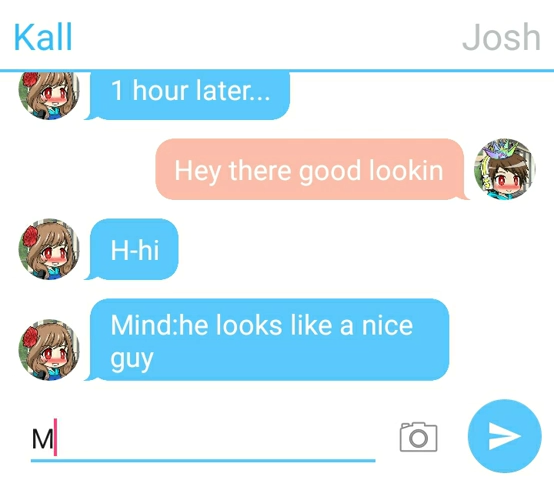 Kall Josh
1 hour later...
Hey there good lookin
H-hi
Mind:he looks like a nice
guy
M